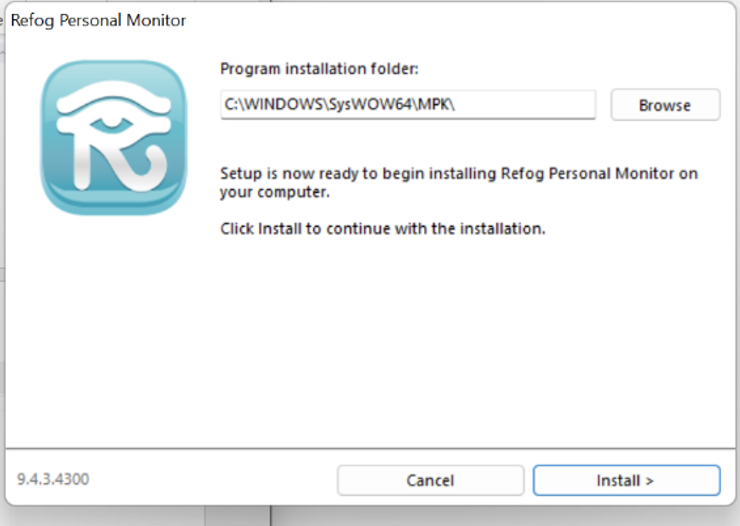 Refog Personal Monitor
Program installation folder:
C:\WINDOWS\SysWOW64\MPK\
Browse
Setup is now ready to begin installing Refog Personal Monitor on
your computer.
Click Install to continue with the installation.
9.4.3.4300
Cancel
Install >